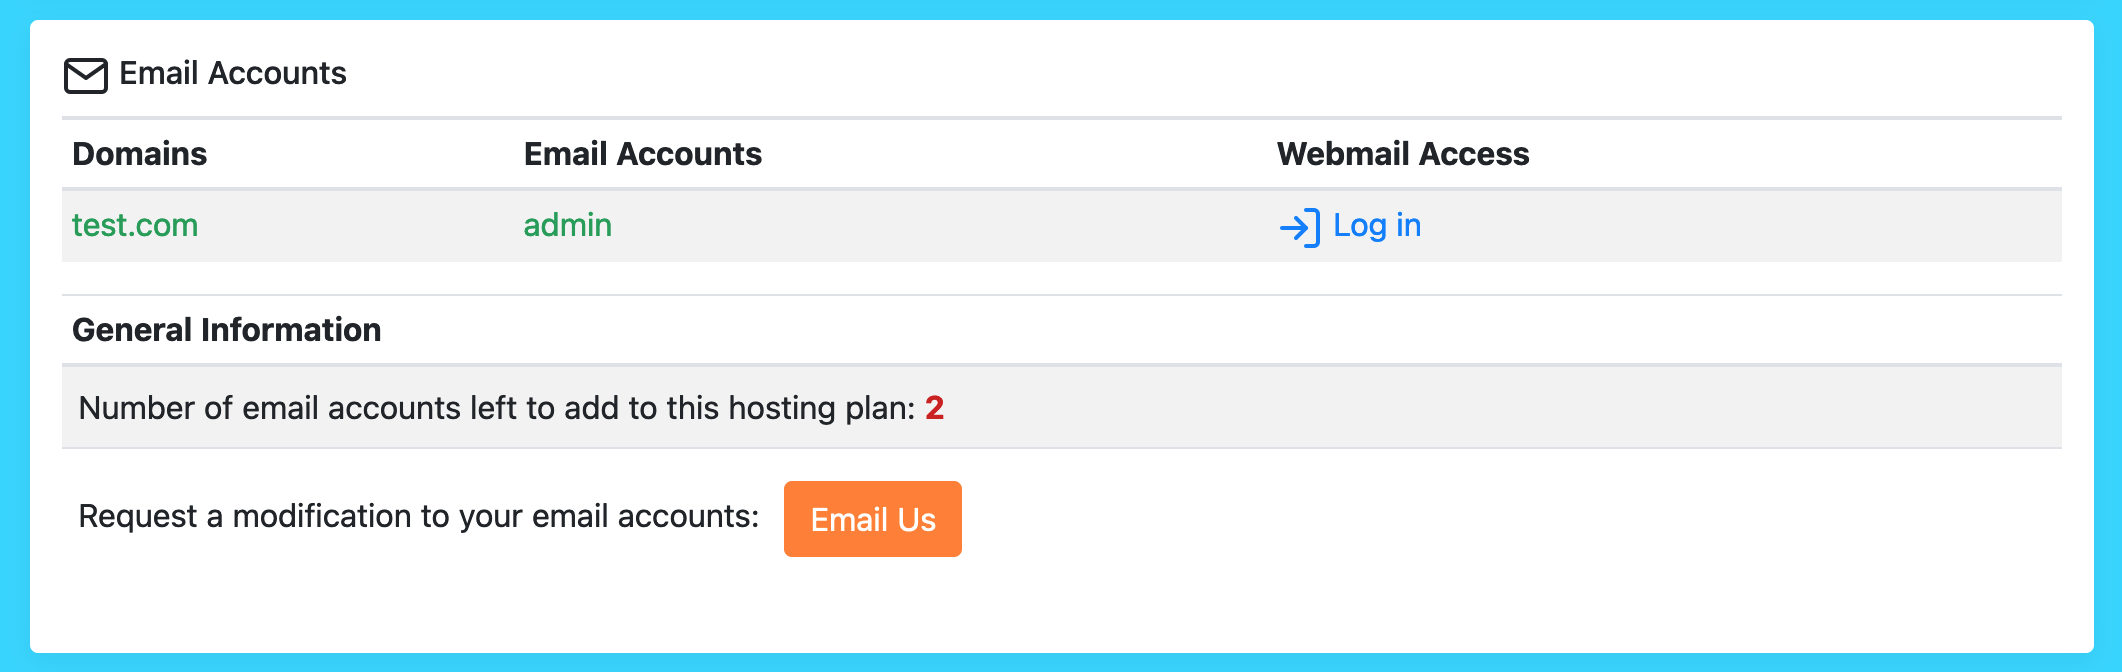 Email Accounts
Domains Email Accounts Webmail Access
test.com admin Log in
General Information
Number of email accounts left to add to this hosting plan: 2
Request a modification to your email accounts: Email Us